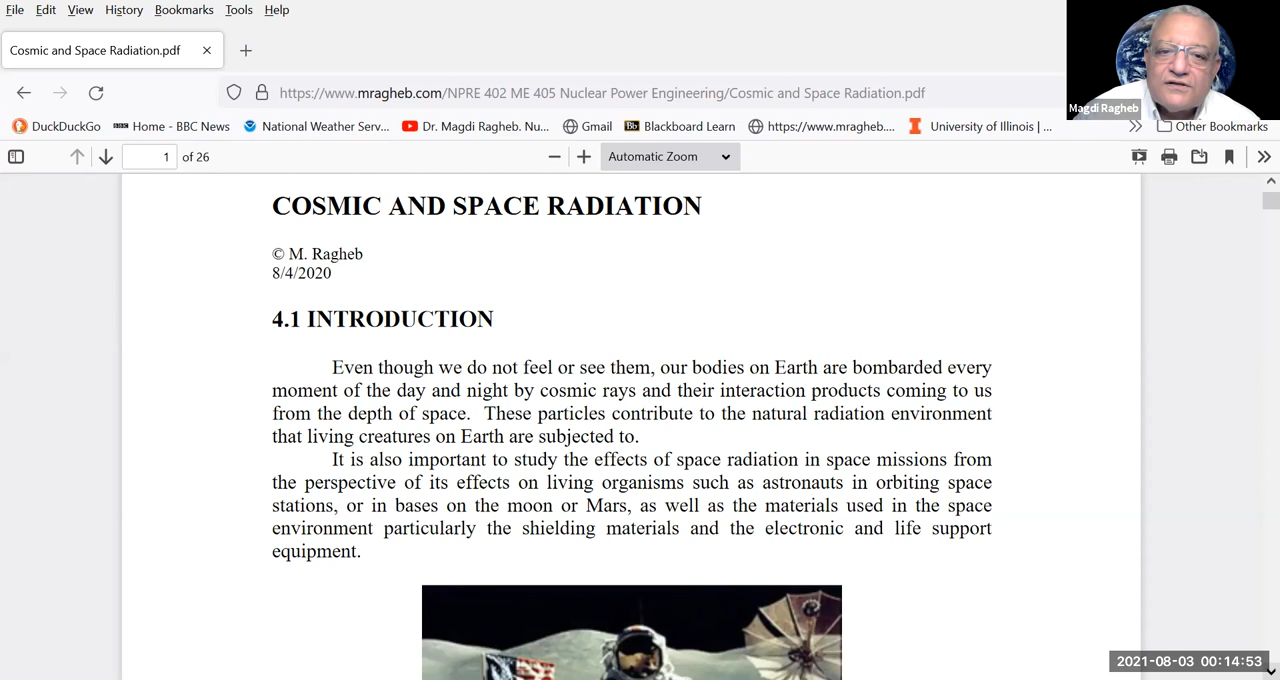 File Edit View History Bookmarks Tools Help
Cosmic and Space Radiation.pdf
https://www.mragheb.com/NPRE 402 ME 405 Nuclear Power Engineering/Cosmic and Space Radiation.pdf
Magdi Ragheb
DuckDuckGo BBC Home - BBC News National Weather Serv... Dr. Magdi Ragheb. Nu... Gmail Bb Blackboard Learn https://www.mragheb.... University of Illinois | ... Other Bookmarks
1 of 26 Automatic Zoom
COSMIC AND SPACE RADIATION
© M. Ragheb
8/4/2020
4.1 INTRODUCTION
Even though we do not feel or see them, our bodies on Earth are bombarded every
moment of the day and night by cosmic rays and their interaction products coming to us
from the depth of space. These particles contribute to the natural radiation environment
that living creatures on Earth are subjected to.
It is also important to study the effects of space radiation in space missions from
the perspective of its effects on living organisms such as astronauts in orbiting space
stations, or in bases on the moon or Mars, as well as the materials used in the space
environment particularly the shielding materials and the electronic and life support
equipment.
2021-08-03 00:14:53